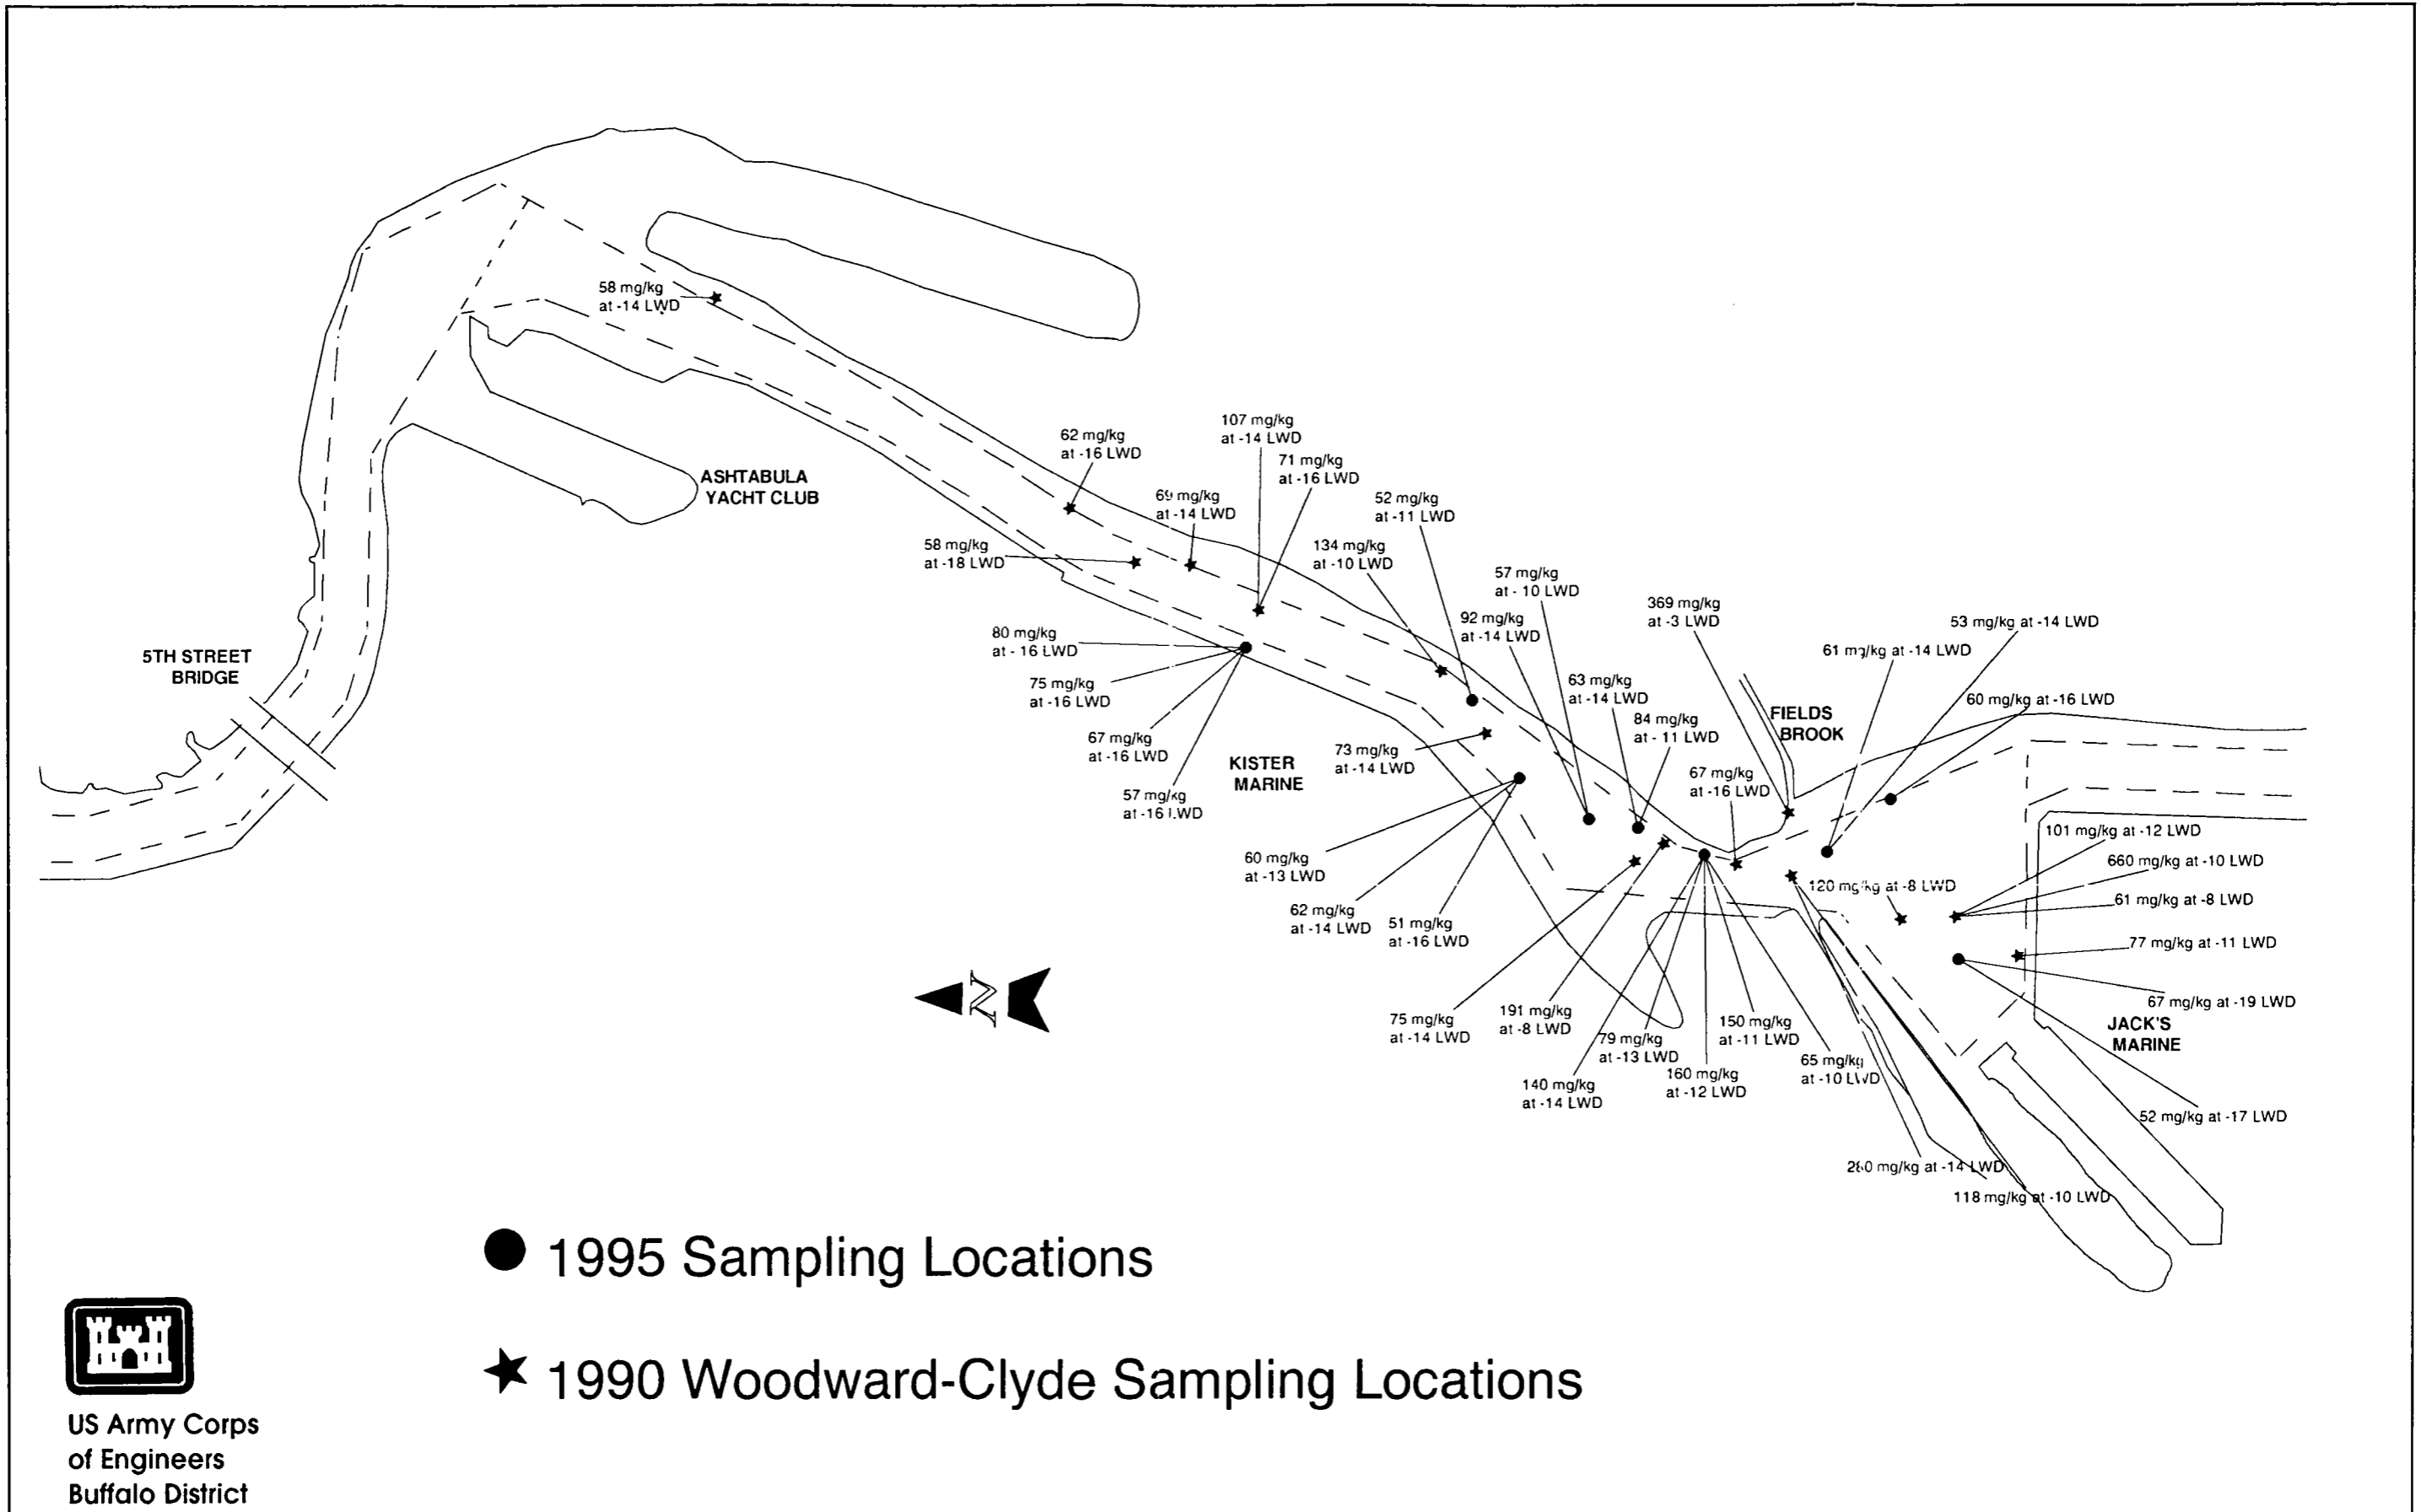 58 mg/kg
at -14 LWD
107 mg/kg
at -14 LWD
62 mg/kg
at -16 LWD
71 mg/kg
at -16 LWD
ASHTABULA
YACHT CLUB
69 mg/kg
at -14 LWD
52 mg/kg
at -11 LWD
58 mg/kg
at -18 LWD
134 mg/kg
at -10 LWD
57 mg/kg
at - 10 LWD
92 mg/kg
at -14 LWD
369 mg/kg
at -3 LWD
53 mg/kg at -14 LWD
61 mg/kg at -14 LWD
80 mg/kg
at - 16 LWD
5TH STREET
BRIDGE
75 mg/kg
at -16 LWD
63 mg/kg
at -14 LWD
60 mg/kg at -16 LWD
84 mg/kg
at - 11 LWD
FIELDS
BROOK
67 mg/kg
at -16 LWD
73 mg/kg
at -14 LWD
KISTER
MARINE
67 mg/kg
at -16 LWD
57 mg/kg
at -16 LWD
101 mg/kg at -12 LWD
660 mg/kg at -10 LWD
60 mg/kg
at -13 LWD
120 mg/kg at -8 LWD
61 mg/kg at -8 LWD
62 mg/kg
at -14 LWD
51 mg/kg
at -16 LWD
77 mg/kg at -11 LWD
67 mg/kg at -19 LWD
N
75 mg/kg
at -14 LWD
191 mg/kg
at -8 LWD
79 mg/kg
at -13 LWD
150 mg/kg
at -11 LWD
JACK'S
MARINE
140 mg/kg
at -14 LWD
160 mg/kg
at -12 LWD
65 mg/kg
at -10 LWD
52 mg/kg at -17 LWD
mg/kg at -14 LWD
118 mg/kg at -10 LWD
1995 Sampling Locations
1990 Woodward-Clyde Sampling Locations
US Army Corps
of Engineers
Buffalo District